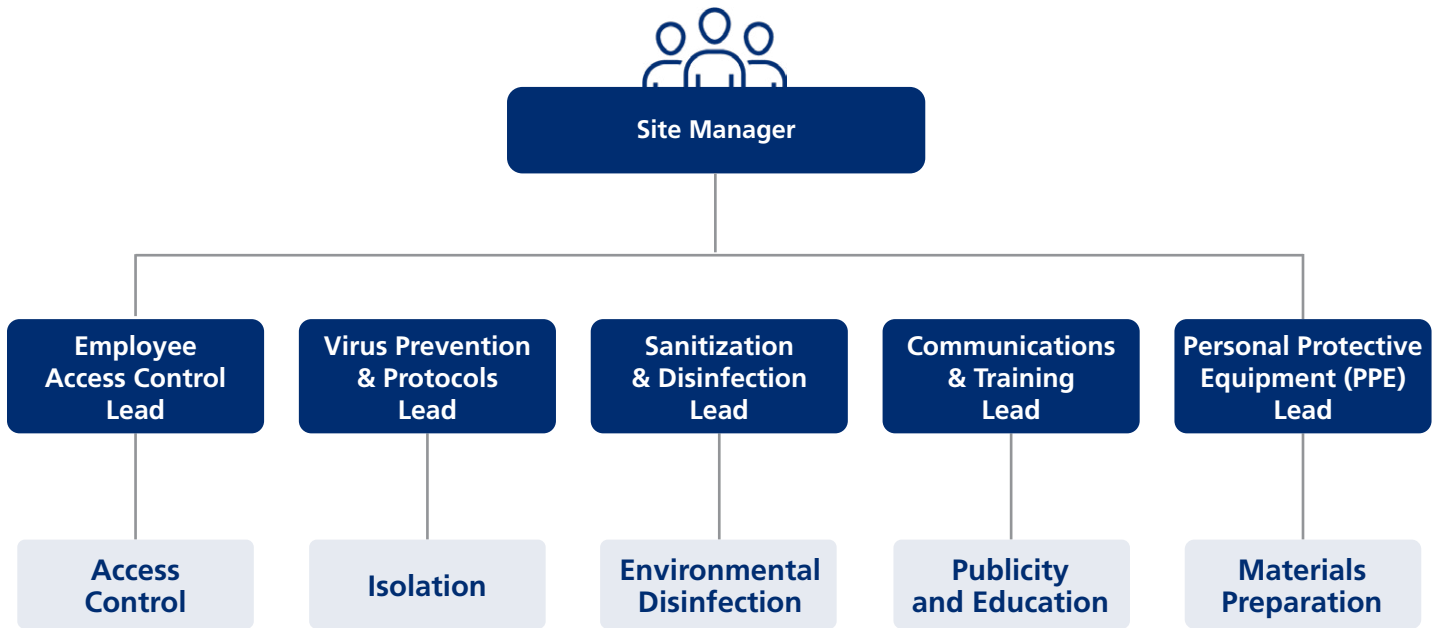 Site Manager
Employee
Access Control
Lead
Virus Prevention
& Protocols
Lead
Sanitization
& Disinfection
Lead
Communications
& Training
Lead
Personal Protective
Equipment (PPE)
Lead
Access
Control
Isolation
Environmental
Disinfection
Publicity
and Education
Materials
Preparation